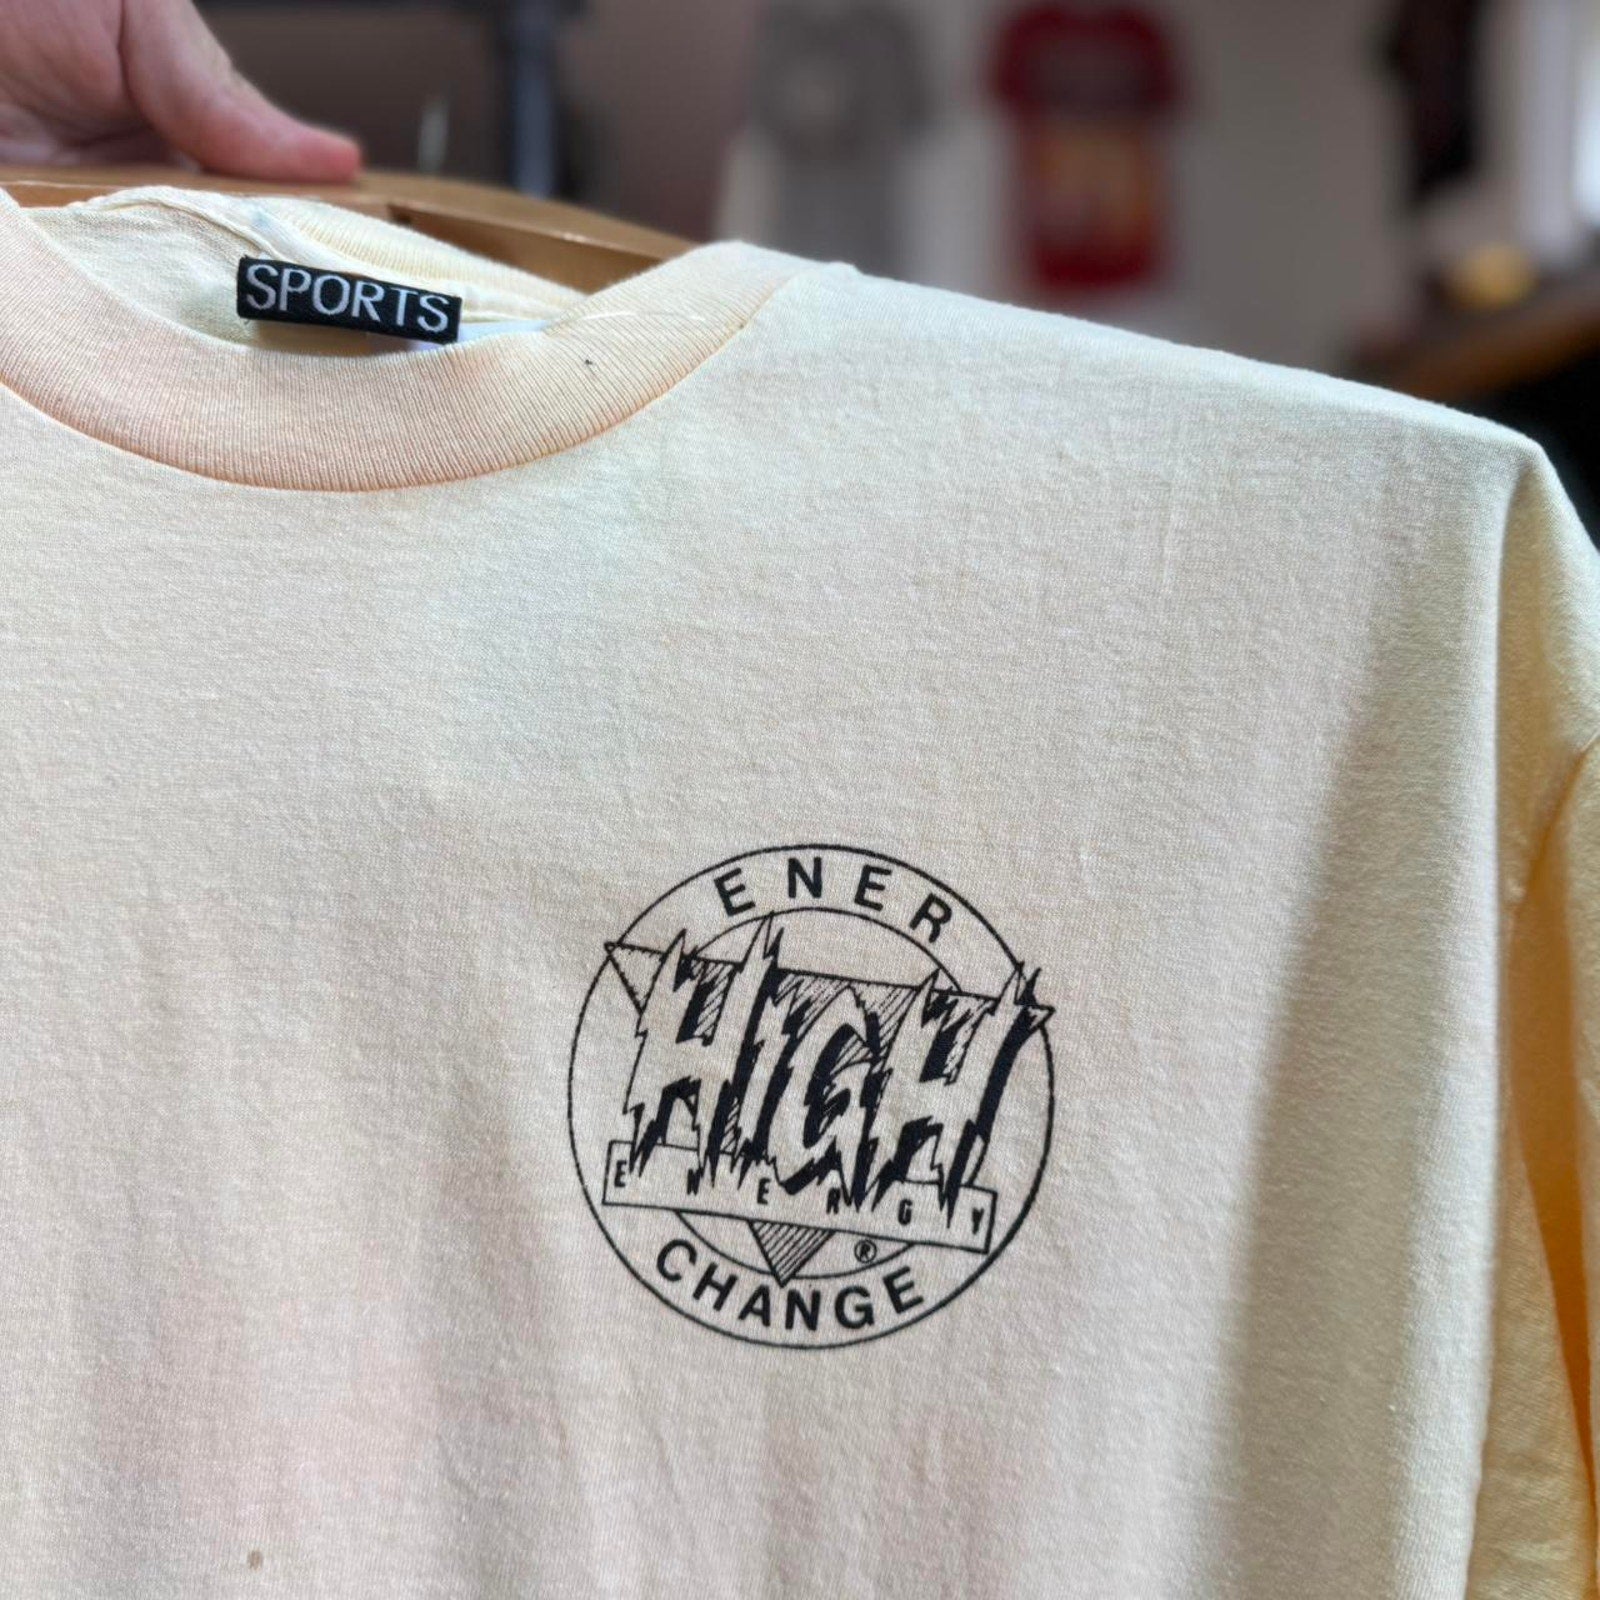 SPORTS
ENER
HIGH
ENERGY
®
CHANGE